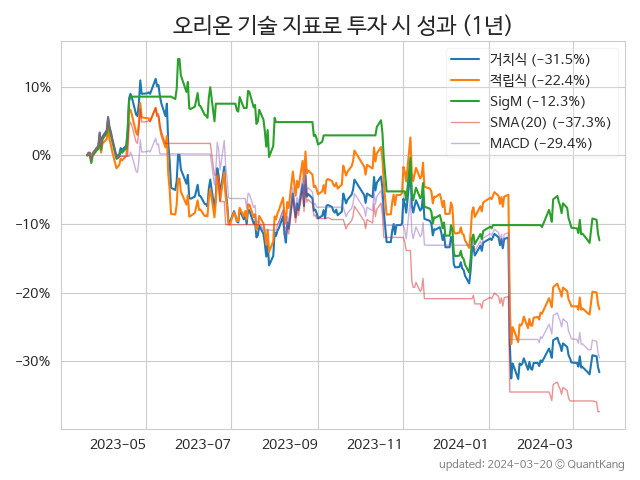 오리온 기술 지표로 투자 시 성과 (1년)
거치식 (−31.5%)
적립식 (−22.4%)
SigM (−12.3%)
SMA(20) (−37.3%)
MACD (−29.4%)
10%
0%
−10%
−20%
−30%
2023-05 2023-07 2023-09 2023-11 2024-01 2024-03
updated: 2024-03-20 © QuantKang